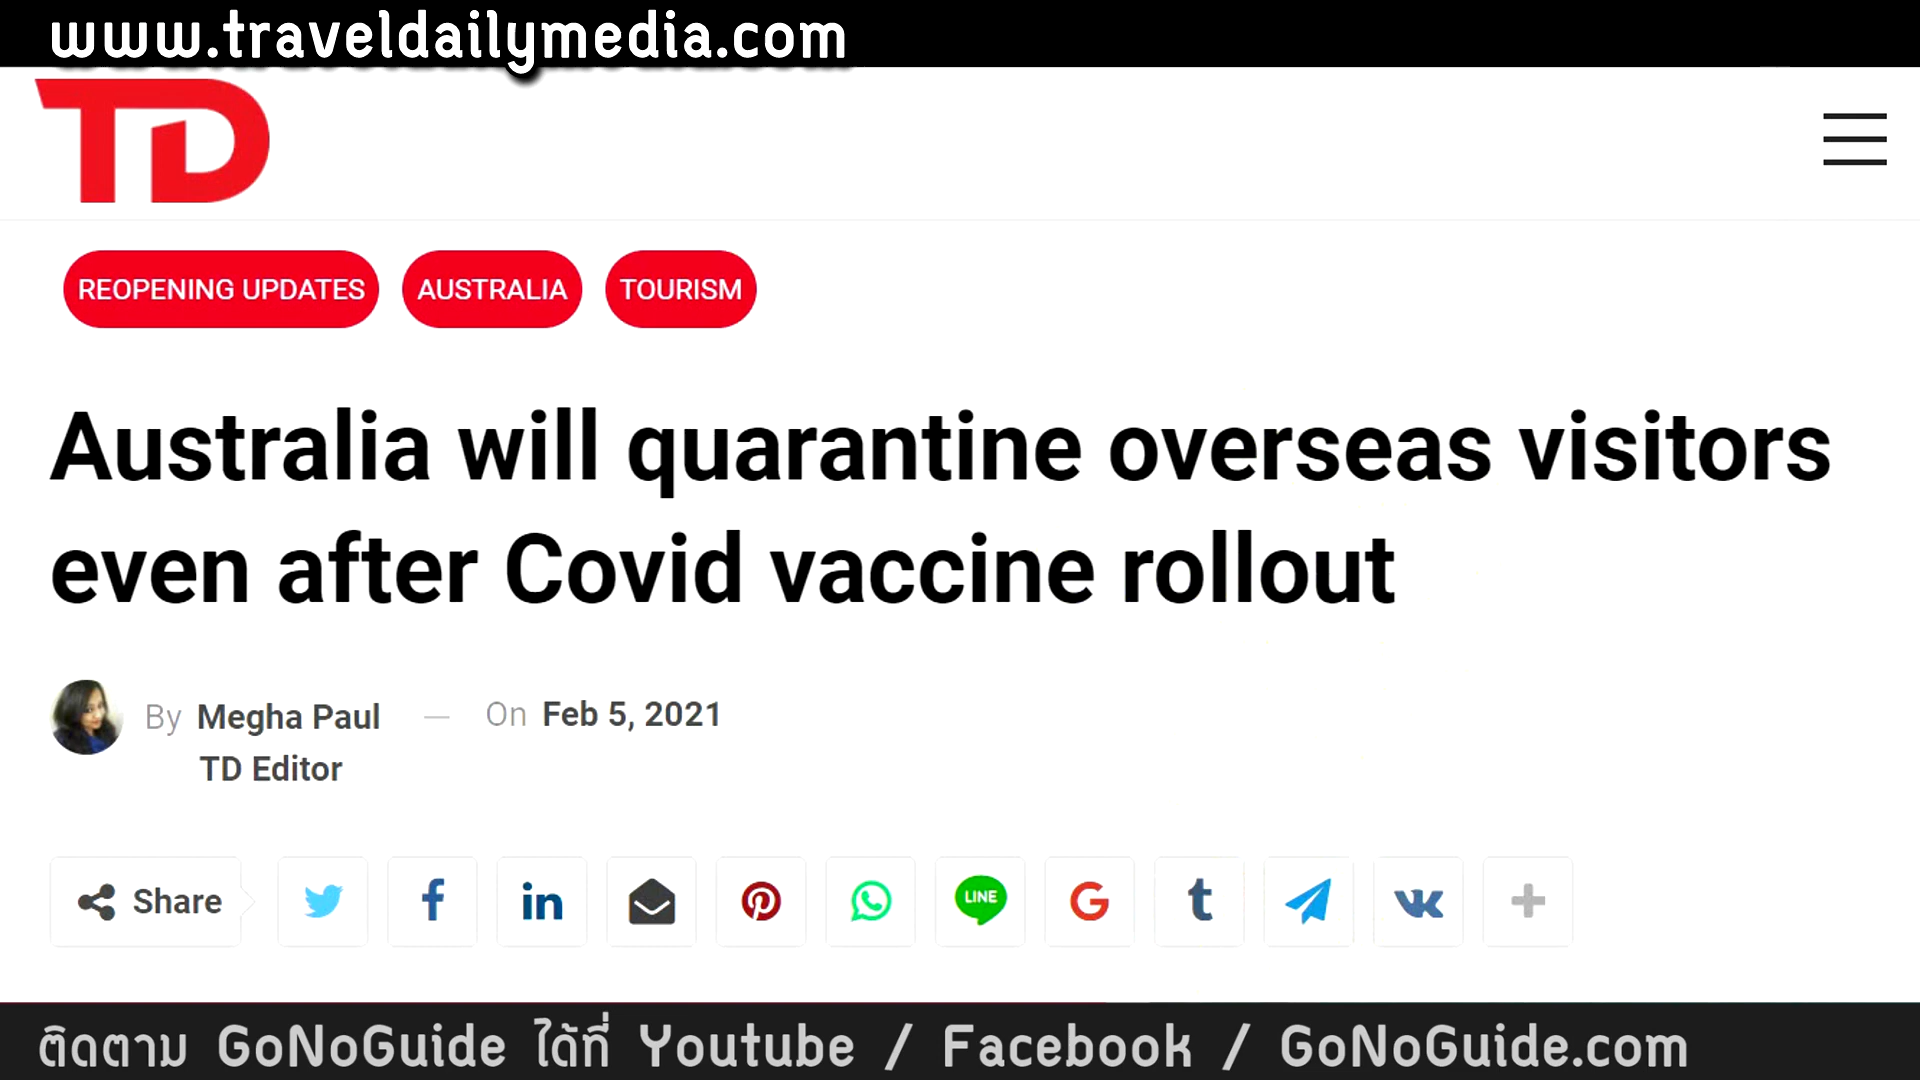 www.traveldailymedia.com
TD
REOPENING UPDATES AUSTRALIA TOURISM
Australia will quarantine overseas visitors
even after Covid vaccine rollout
By Megha Paul — On Feb 5, 2021
TD Editor
Share f in LINE G t
ติดตาม GoNoGuide ได้ที่ Youtube / Facebook / GoNoGuide.com